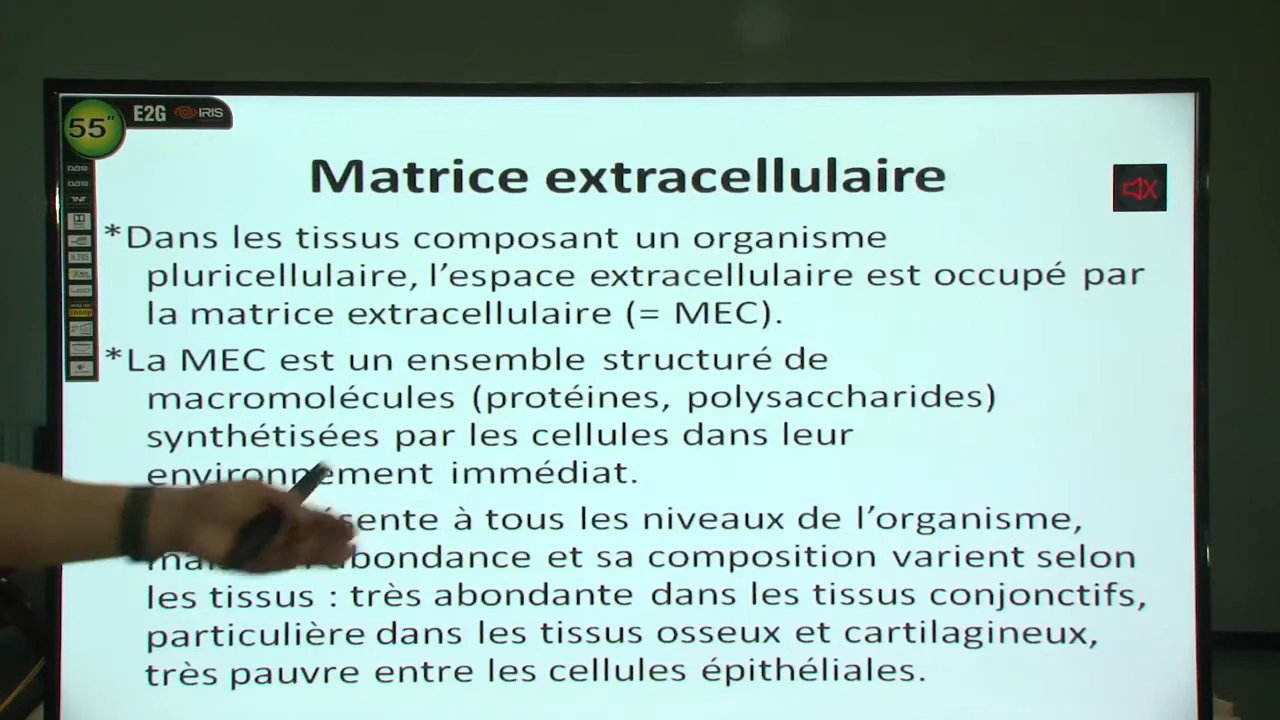 55"
E2G IRIS
Matrice extracellulaire
*Dans les tissus composant un organisme
pluricellulaire, l’espace extracellulaire est occupé par
la matrice extracellulaire (= MEC).
*La MEC est un ensemble structuré de
macromolécules (protéines, polysaccharides)
synthétisées par les cellules dans leur
environnement immédiat.
à tous les niveaux de l’organisme,
abondance et sa composition varient selon
les tissus : très abondante dans les tissus conjonctifs,
particulière dans les tissus osseux et cartilagineux,
très pauvre entre les cellules épithéliales.